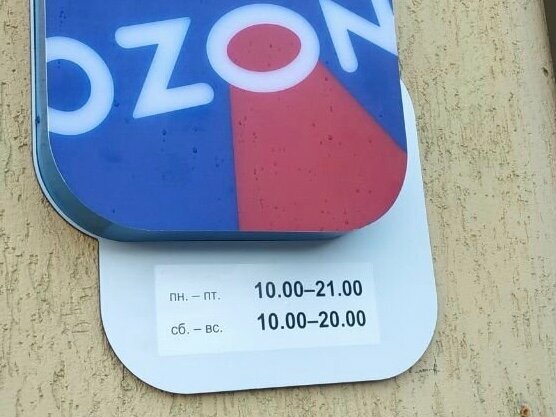 OZON
пн. – пт. 10.00–21.00
сб. – вс. 10.00–20.00